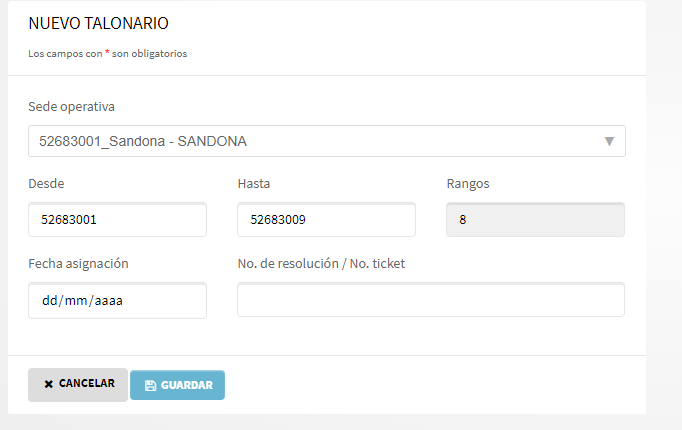 NUEVO TALONARIO
Los campos con * son obligatorios
Sede operativa
52683001_Sandona - SANDONA
Desde Hasta Rangos
52683001 52683009 8
Fecha asignación No. de resolución / No. ticket
dd/mm/aaaa
CANCELAR GUARDAR